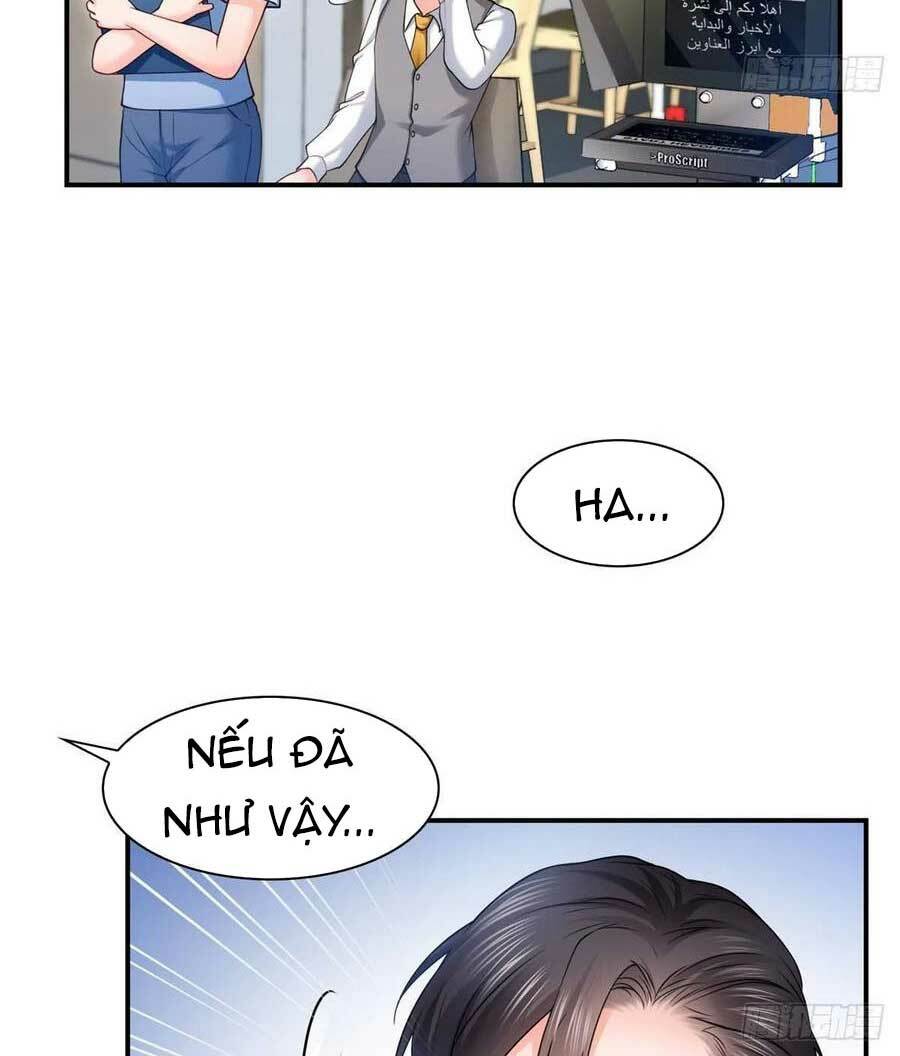 أهلا بكم إلى نشرة
الأخبار والبداية
مع أبرز العناوين
ProScript
HA...
NẾU ĐÃ
NHƯ VẬY...